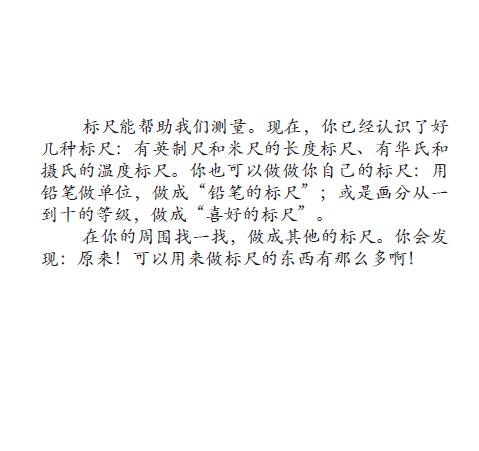 标尺能帮助我们测量。现在，你已经认识了好
几种标尺：有英制尺和米尺的长度标尺、有华氏和
摄氏的温度标尺。你也可以做做你自己的标尺：用
铅笔做单位，做成“铅笔的标尺”；或是画分从一
到十的等级，做成“喜好的标尺”。
在你的周围找一找，做成其他的标尺。你会发
现：原来！可以用来做标尺的东西有那么多啊！